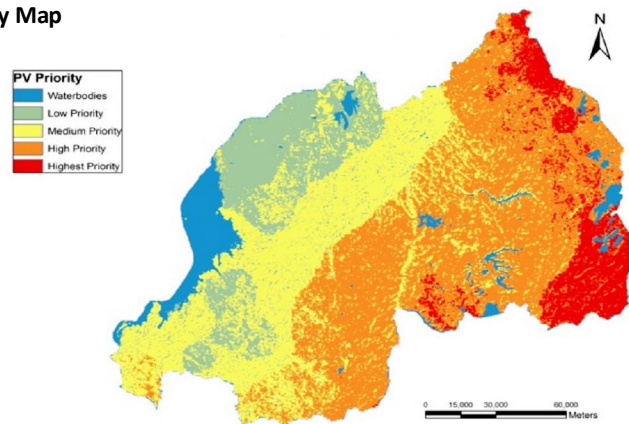 y Map
N
PV Priority
Waterbodies
Low Priority
Medium Priority
High Priority
Highest Priority
0 15,000 30,000 60,000
Meters